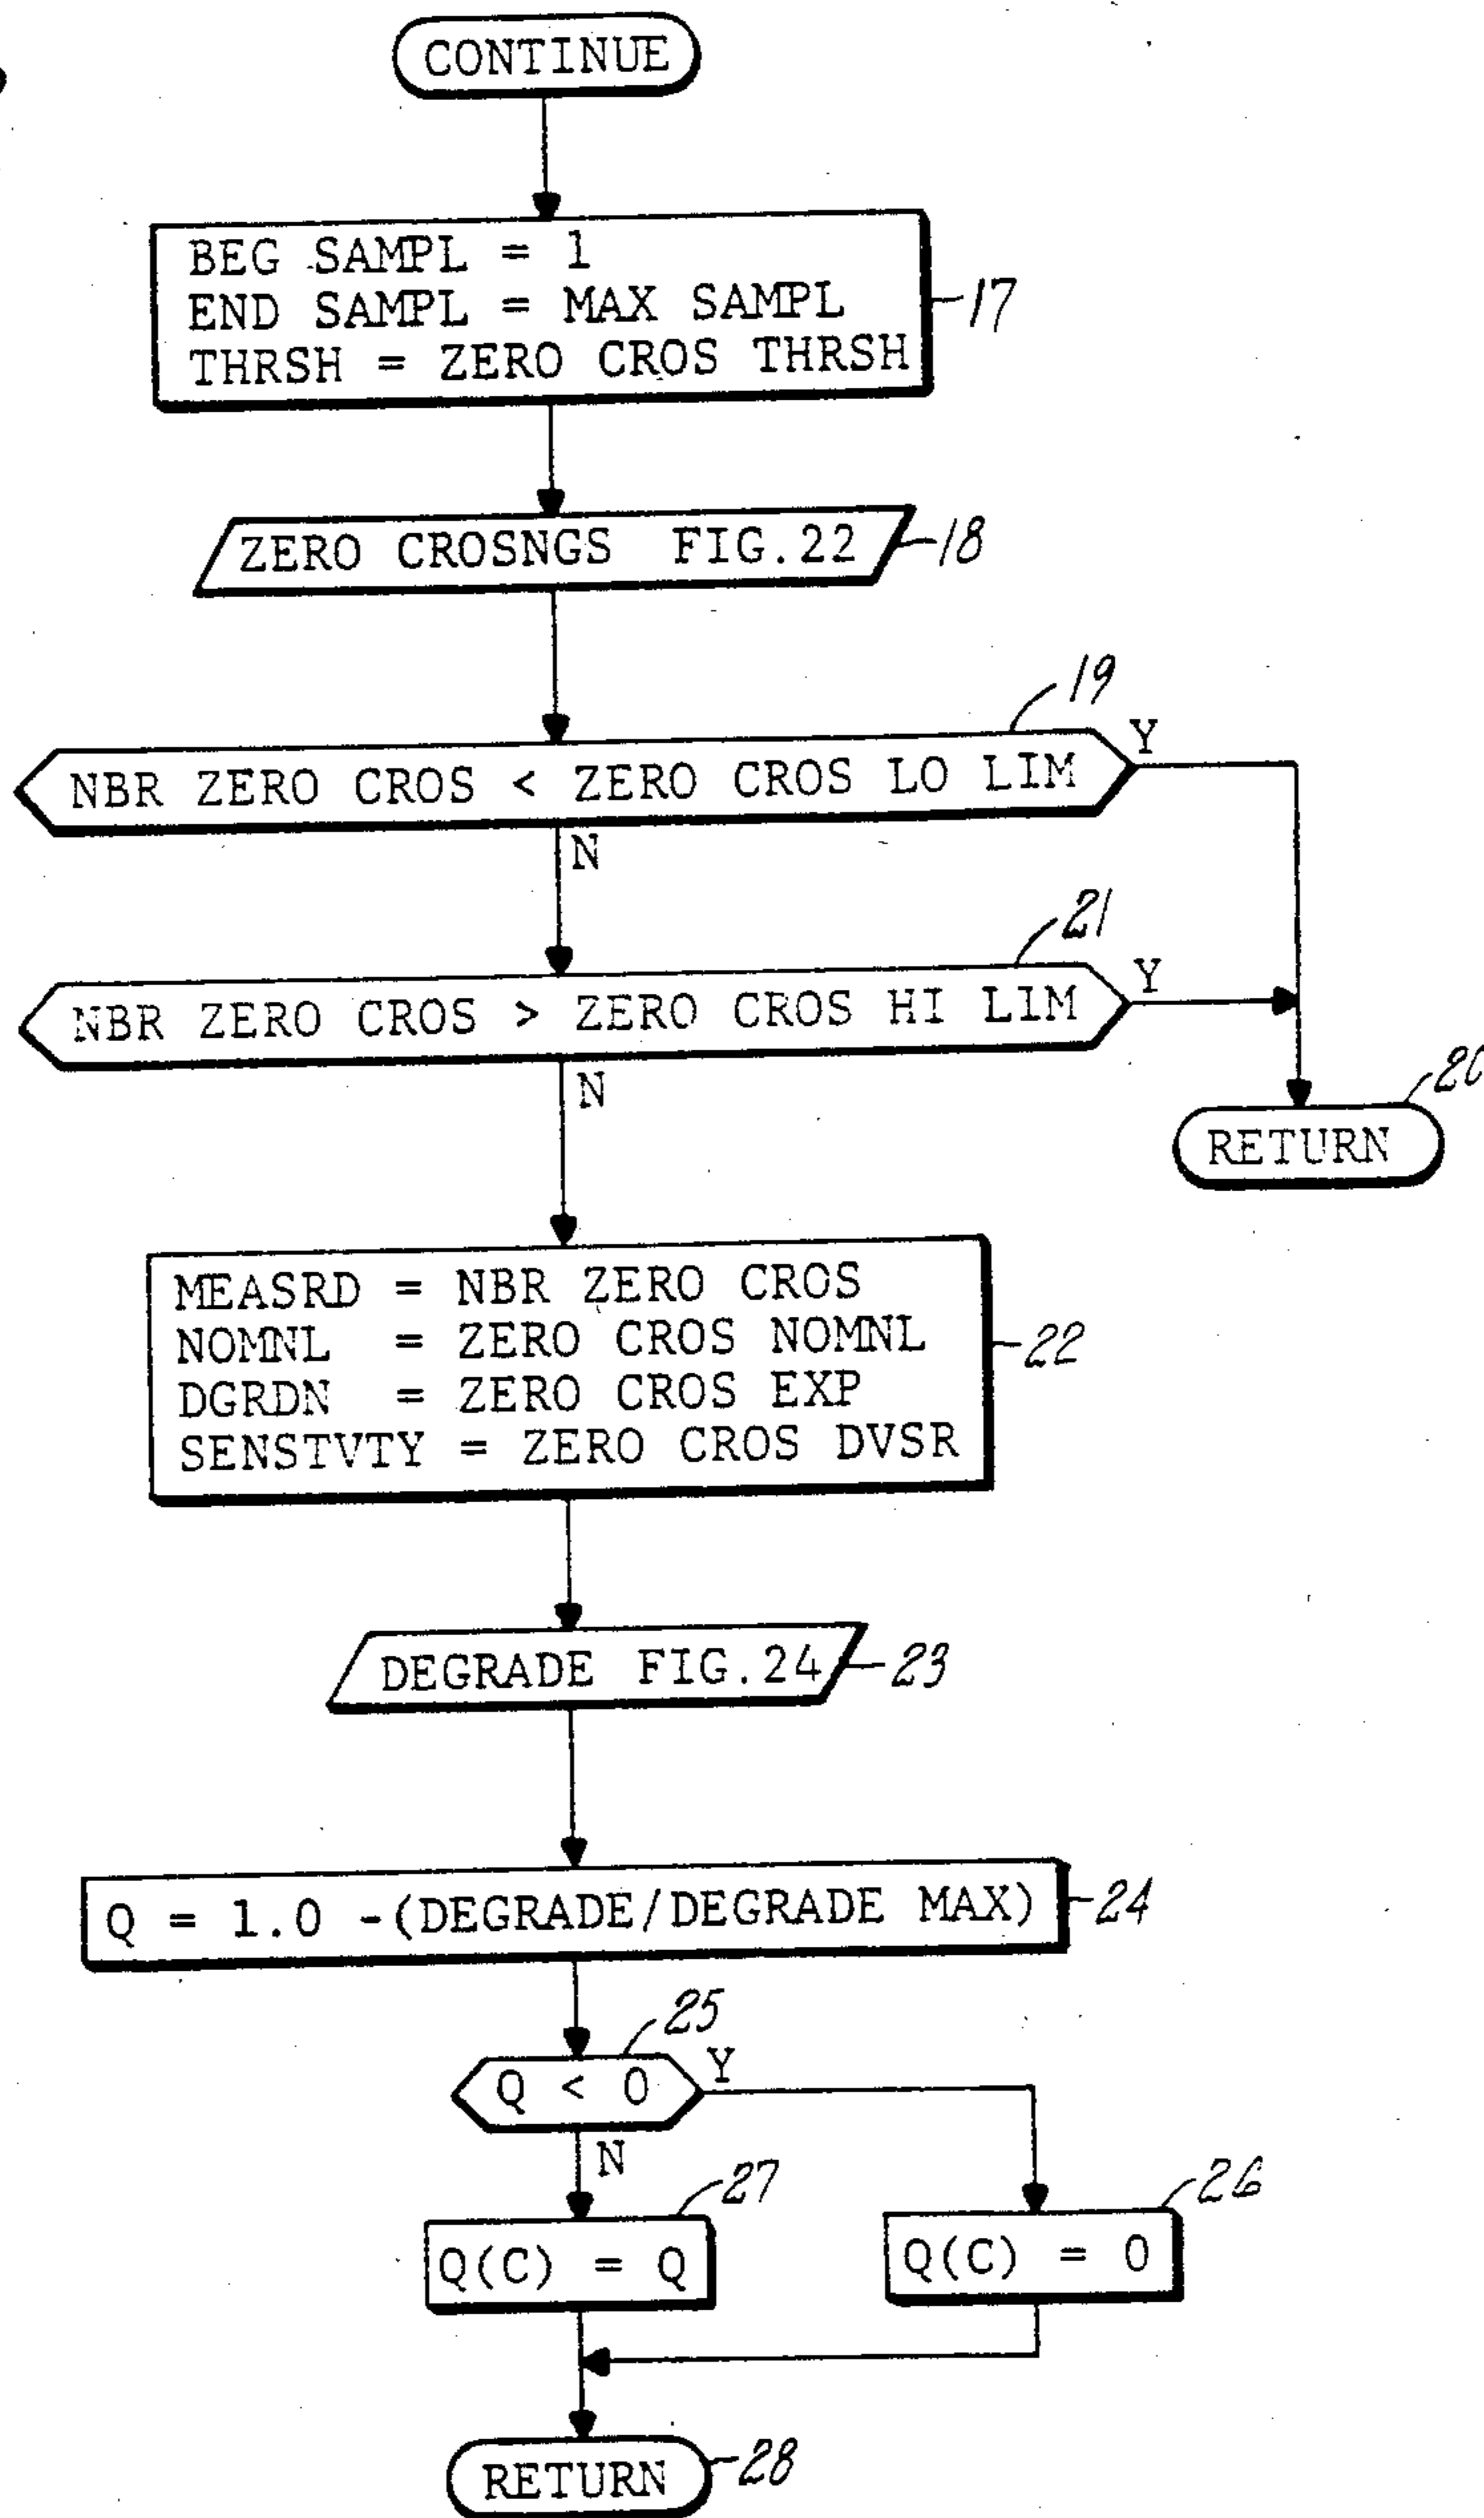 CONTINUE
BEG SAMPL = 1
END SAMPL = MAX SAMPL
THRSH = ZERO CROS THRSH
17
ZERO CROSNGS FIG.22
18
19
NBR ZERO CROS < ZERO CROS LO LIM
Y
N
21
NBR ZERO CROS > ZERO CROS HI LIM
Y
N
20
RETURN
MEASRD = NBR ZERO CROS
NOMNL = ZERO CROS NOMNL
DGRDN = ZERO CROS EXP
SENSTVTY = ZERO CROS DVSR
22
DEGRADE FIG.24
23
Q = 1.0 -(DEGRADE/DEGRADE MAX)
24
25
Q < 0
Y
N
27
26
Q(C) = Q
Q(C) = 0
RETURN
28